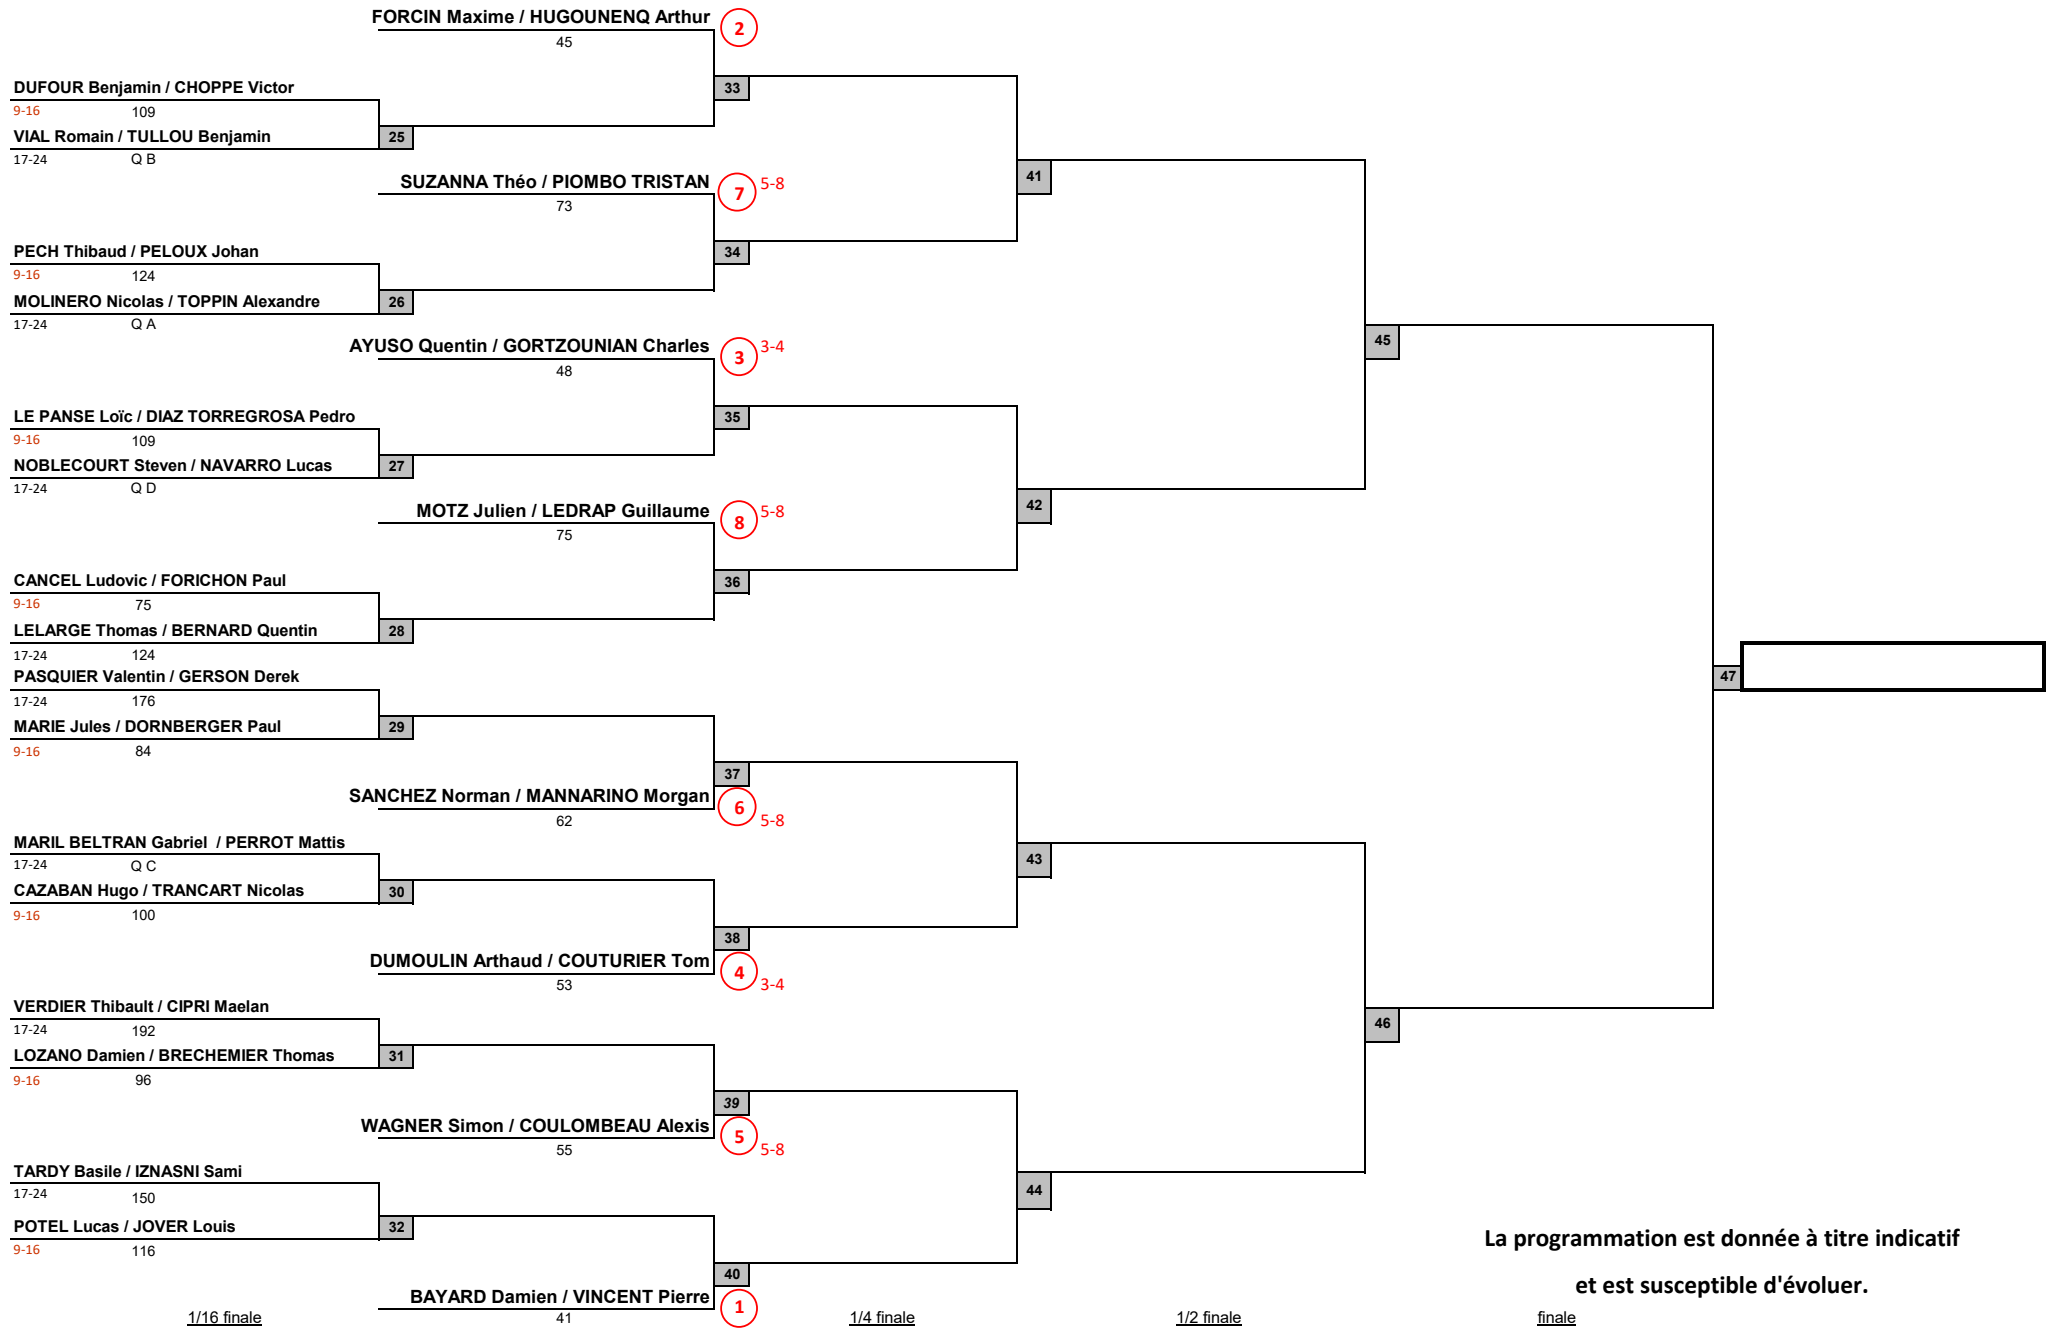 FORCIN Maxime / HUGOUNENQ Arthur 2
45
DUFOUR Benjamin / CHOPPE Victor 33
9-16 109
VIAL Romain / TULLOU Benjamin 25
17-24 Q B
SUZANNA Théo / PIOMBO TRISTAN 7 5-8 41
73
PECH Thibaud / PELOUX Johan 34
9-16 124
MOLINERO Nicolas / TOPPIN Alexandre 26
17-24 Q A
AYUSO Quentin / GORTZOUNIAN Charles 3 3-4 45
48
LE PANSE Loïc / DIAZ TORREGROSA Pedro 35
9-16 109
NOBLECOURT Steven / NAVARRO Lucas 27
17-24 Q D
MOTZ Julien / LEDRAP Guillaume 8 5-8 42
75
CANCEL Ludovic / FORICHON Paul 36
9-16 75
LELARGE Thomas / BERNARD Quentin 28
17-24 124
PASQUIER Valentin / GERSON Derek 47
17-24 176
MARIE Jules / DORNBERGER Paul 29
9-16 84
37
SANCHEZ Norman / MANNARINO Morgan 6
62 5-8
MARIL BELTRAN Gabriel / PERROT Mattis
17-24 Q C 43
CAZABAN Hugo / TRANCART Nicolas 30
9-16 100
38
DUMOULIN Arthaud / COUTURIER Tom 4
53 3-4
VERDIER Thibault / CIPRI Maelan
17-24 192 46
LOZANO Damien / BRECHEMIER Thomas 31
9-16 96
39
WAGNER Simon / COULOMBEAU Alexis 5
55 5-8
TARDY Basile / IZNASNI Sami
17-24 150 44
POTEL Lucas / JOVER Louis 32
9-16 116
La programmation est donnée à titre indicatif
40
et est susceptible d'évoluer.
BAYARD Damien / VINCENT Pierre 1
1/16 finale 41 1/4 finale 1/2 finale finale